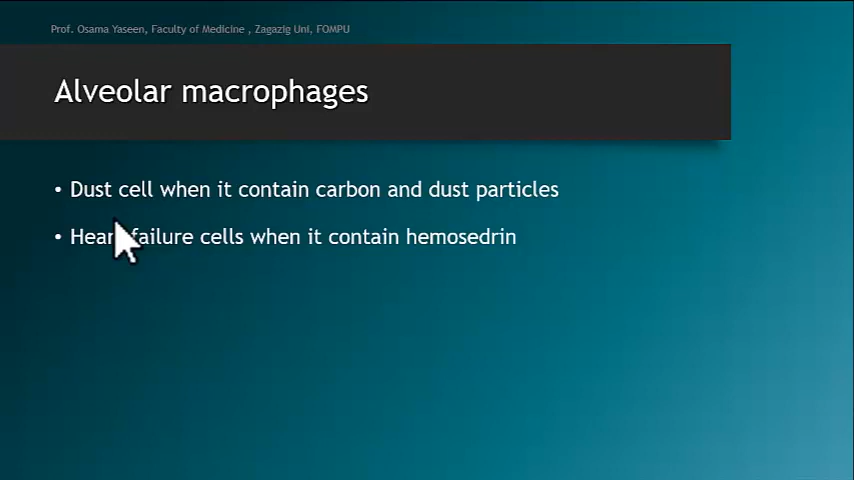 Prof. Osama Yaseen, Faculty of Medicine , Zagazig Uni, FOMPU
Alveolar macrophages
• Dust cell when it contain carbon and dust particles
• Heart failure cells when it contain hemosedrin